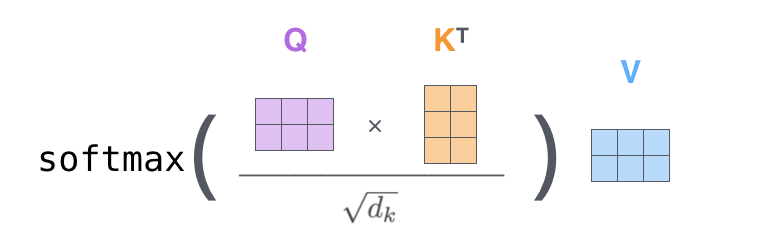 Q Kᵀ
V
softmax( × )
√dₖ